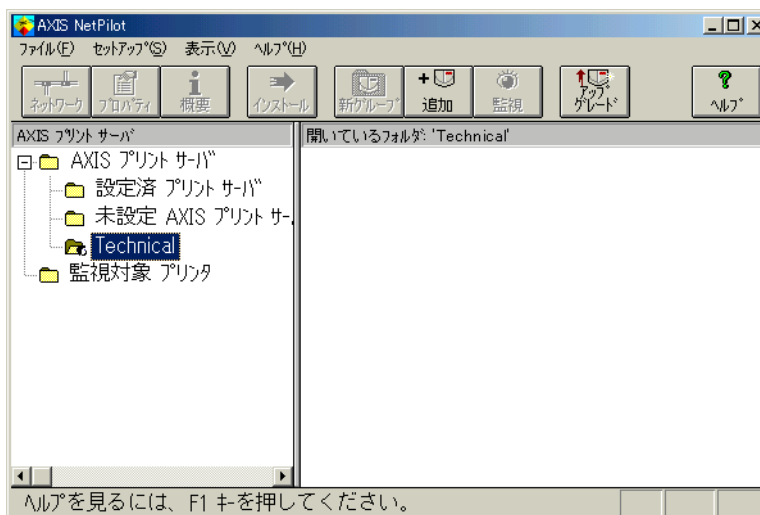 AXIS NetPilot
ファイル(F) セットアップ(S) 表示(V) ヘルプ(H)
ネットワーク プロパティ 概要 インストール 新グループ 追加 監視 アップグレード ヘルプ
AXIS プリント サーバ
開いているフォルダ: 'Technical'
AXIS プリント サーバ
設定済 プリント サーバ
未設定 AXIS プリント サー
Technical
監視対象 プリンタ
ヘルプを見るには、F1 キーを押してください。